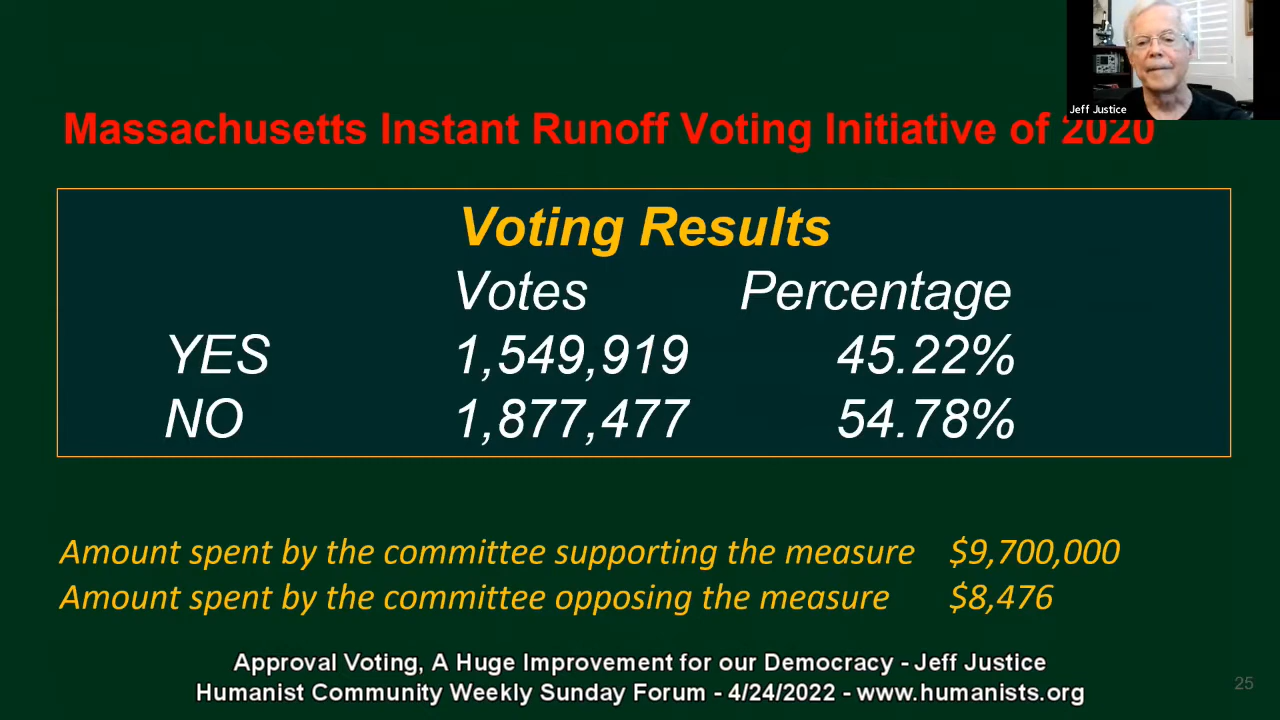 Jeff Justice
Massachusetts Instant Runoff Voting Initiative of 2020
Voting Results
Votes Percentage
YES 1,549,919 45.22%
NO 1,877,477 54.78%
Amount spent by the committee supporting the measure $9,700,000
Amount spent by the committee opposing the measure $8,476
Approval Voting, A Huge Improvement for our Democracy - Jeff Justice
Humanist Community Weekly Sunday Forum - 4/24/2022 - www.humanists.org
25